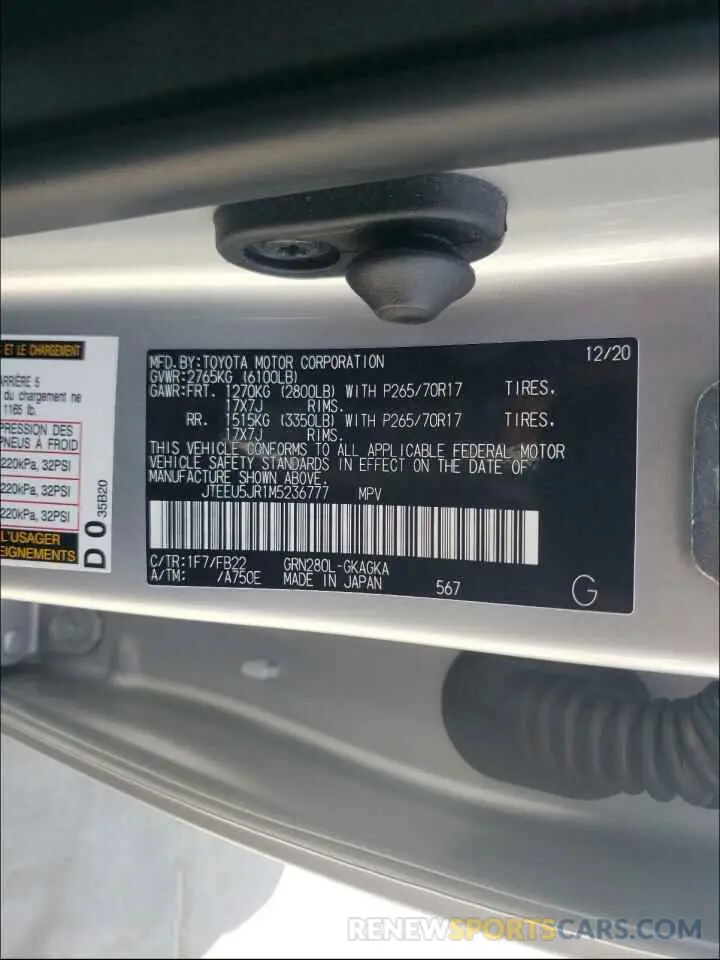 ET LE CHARGEMENT
ARRIÈRE 5
du chargement ne
1165 lb.
PRESSION DES
PNEUS À FROID
220kPa, 32PSI
220kPa, 32PSI
220kPa, 32PSI
L'USAGER
D 0 35B20
MFD.BY:TOYOTA MOTOR CORPORATION 12/20
GVWR:2765KG (6100LB)
GAWR:FRT. 1270KG (2800LB) WITH P265/70R17 TIRES,
17X7J RIMS.
RR. 1515KG (3350LB) WITH P265/70R17 TIRES,
17X7J RIMS.
THIS VEHICLE CONFORMS TO ALL APPLICABLE FEDERAL MOTOR
VEHICLE SAFETY STANDARDS IN EFFECT ON THE DATE OF
MANUFACTURE SHOWN ABOVE.
JTEEU5JR1M5236777 MPV
C/TR:1F7/FB22 GRN280L-GKAGKA
A/TM: /A750E MADE IN JAPAN 567 G
RENEWSPORTSCARS.COM